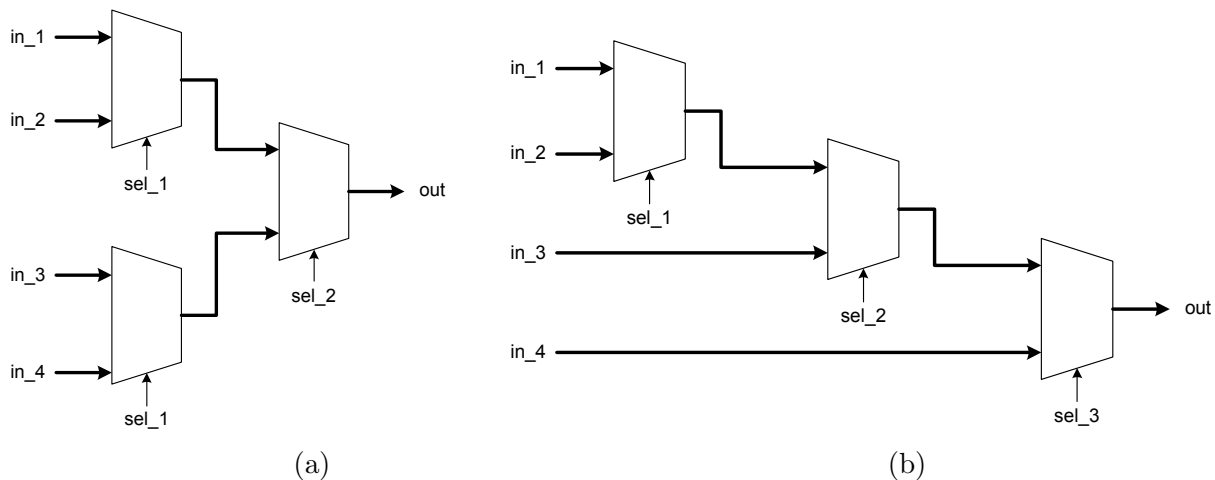 in_1
in_2
sel_1
in_3
in_4
sel_1
sel_2
out
(a)
in_1
in_2
sel_1
in_3
sel_2
in_4
sel_3
out
(b)